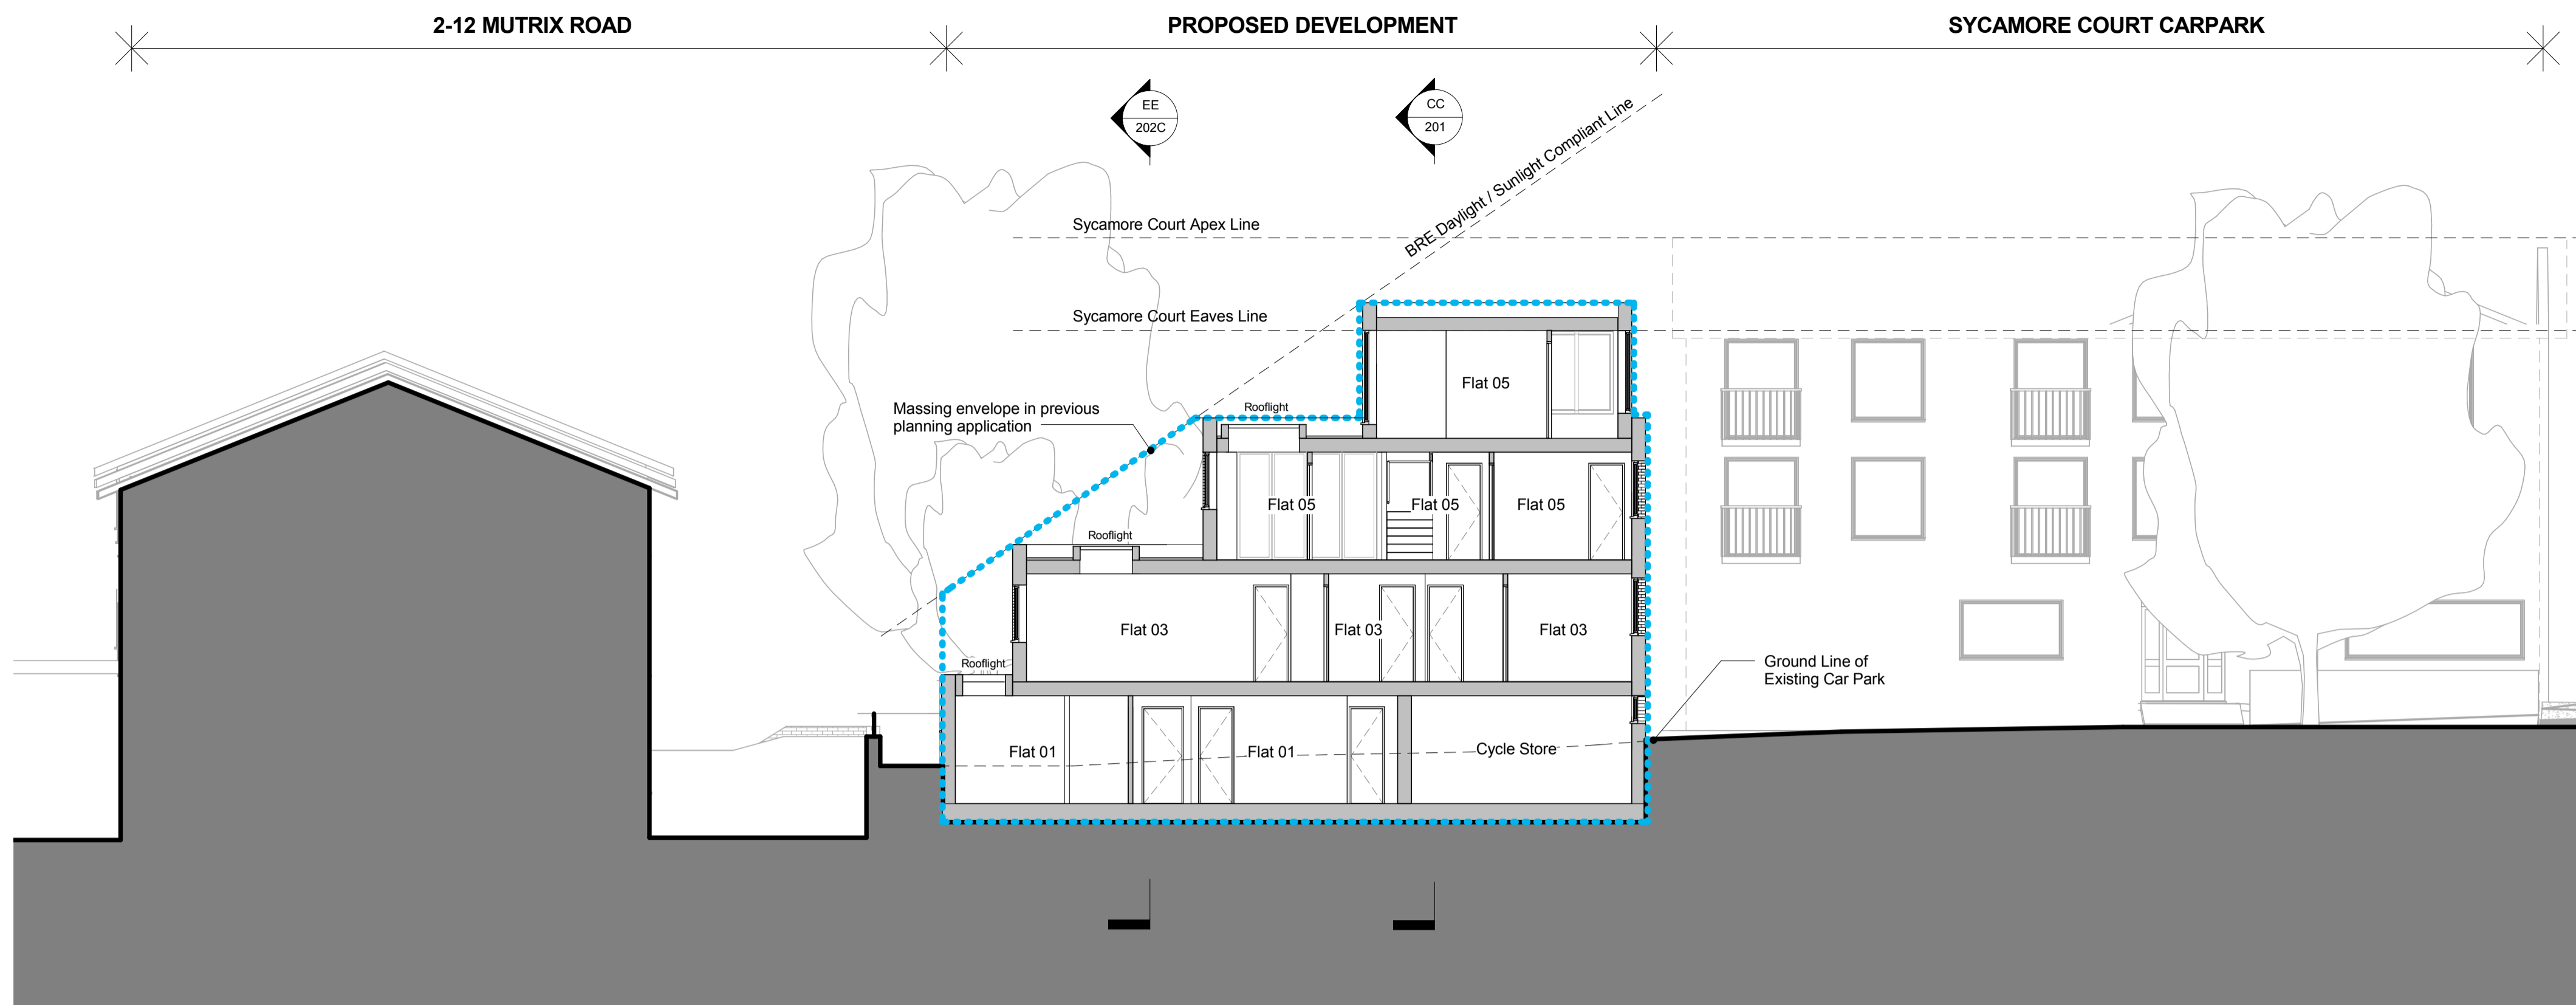 2-12 MUTRIX ROAD
PROPOSED DEVELOPMENT
SYCAMORE COURT CARPARK
EE
202C
CC
201
BRE Daylight / Sunlight Compliant Line
Sycamore Court Apex Line
Sycamore Court Eaves Line
Flat 05
Massing envelope in previous
planning application
Rooflight
Flat 05
Flat 05
Flat 05
Rooflight
Flat 03
Flat 03
Flat 03
Rooflight
Ground Line of
Existing Car Park
Flat 01
Flat 01
Cycle Store